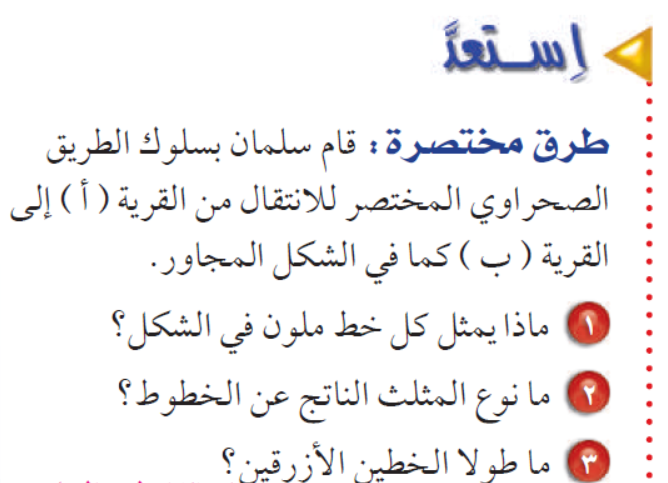 اِستعدَّ
طرق مختصرة : قام سلمان بسلوك الطريق
الصحراوي المختصر للانتقال من القرية ( أ ) إلى
القرية ( ب ) كما في الشكل المجاور.
١ ماذا يمثل كل خط ملون في الشكل؟
٢ ما نوع المثلث الناتج عن الخطوط؟
٣ ما طولا الخطين الأزرقين؟